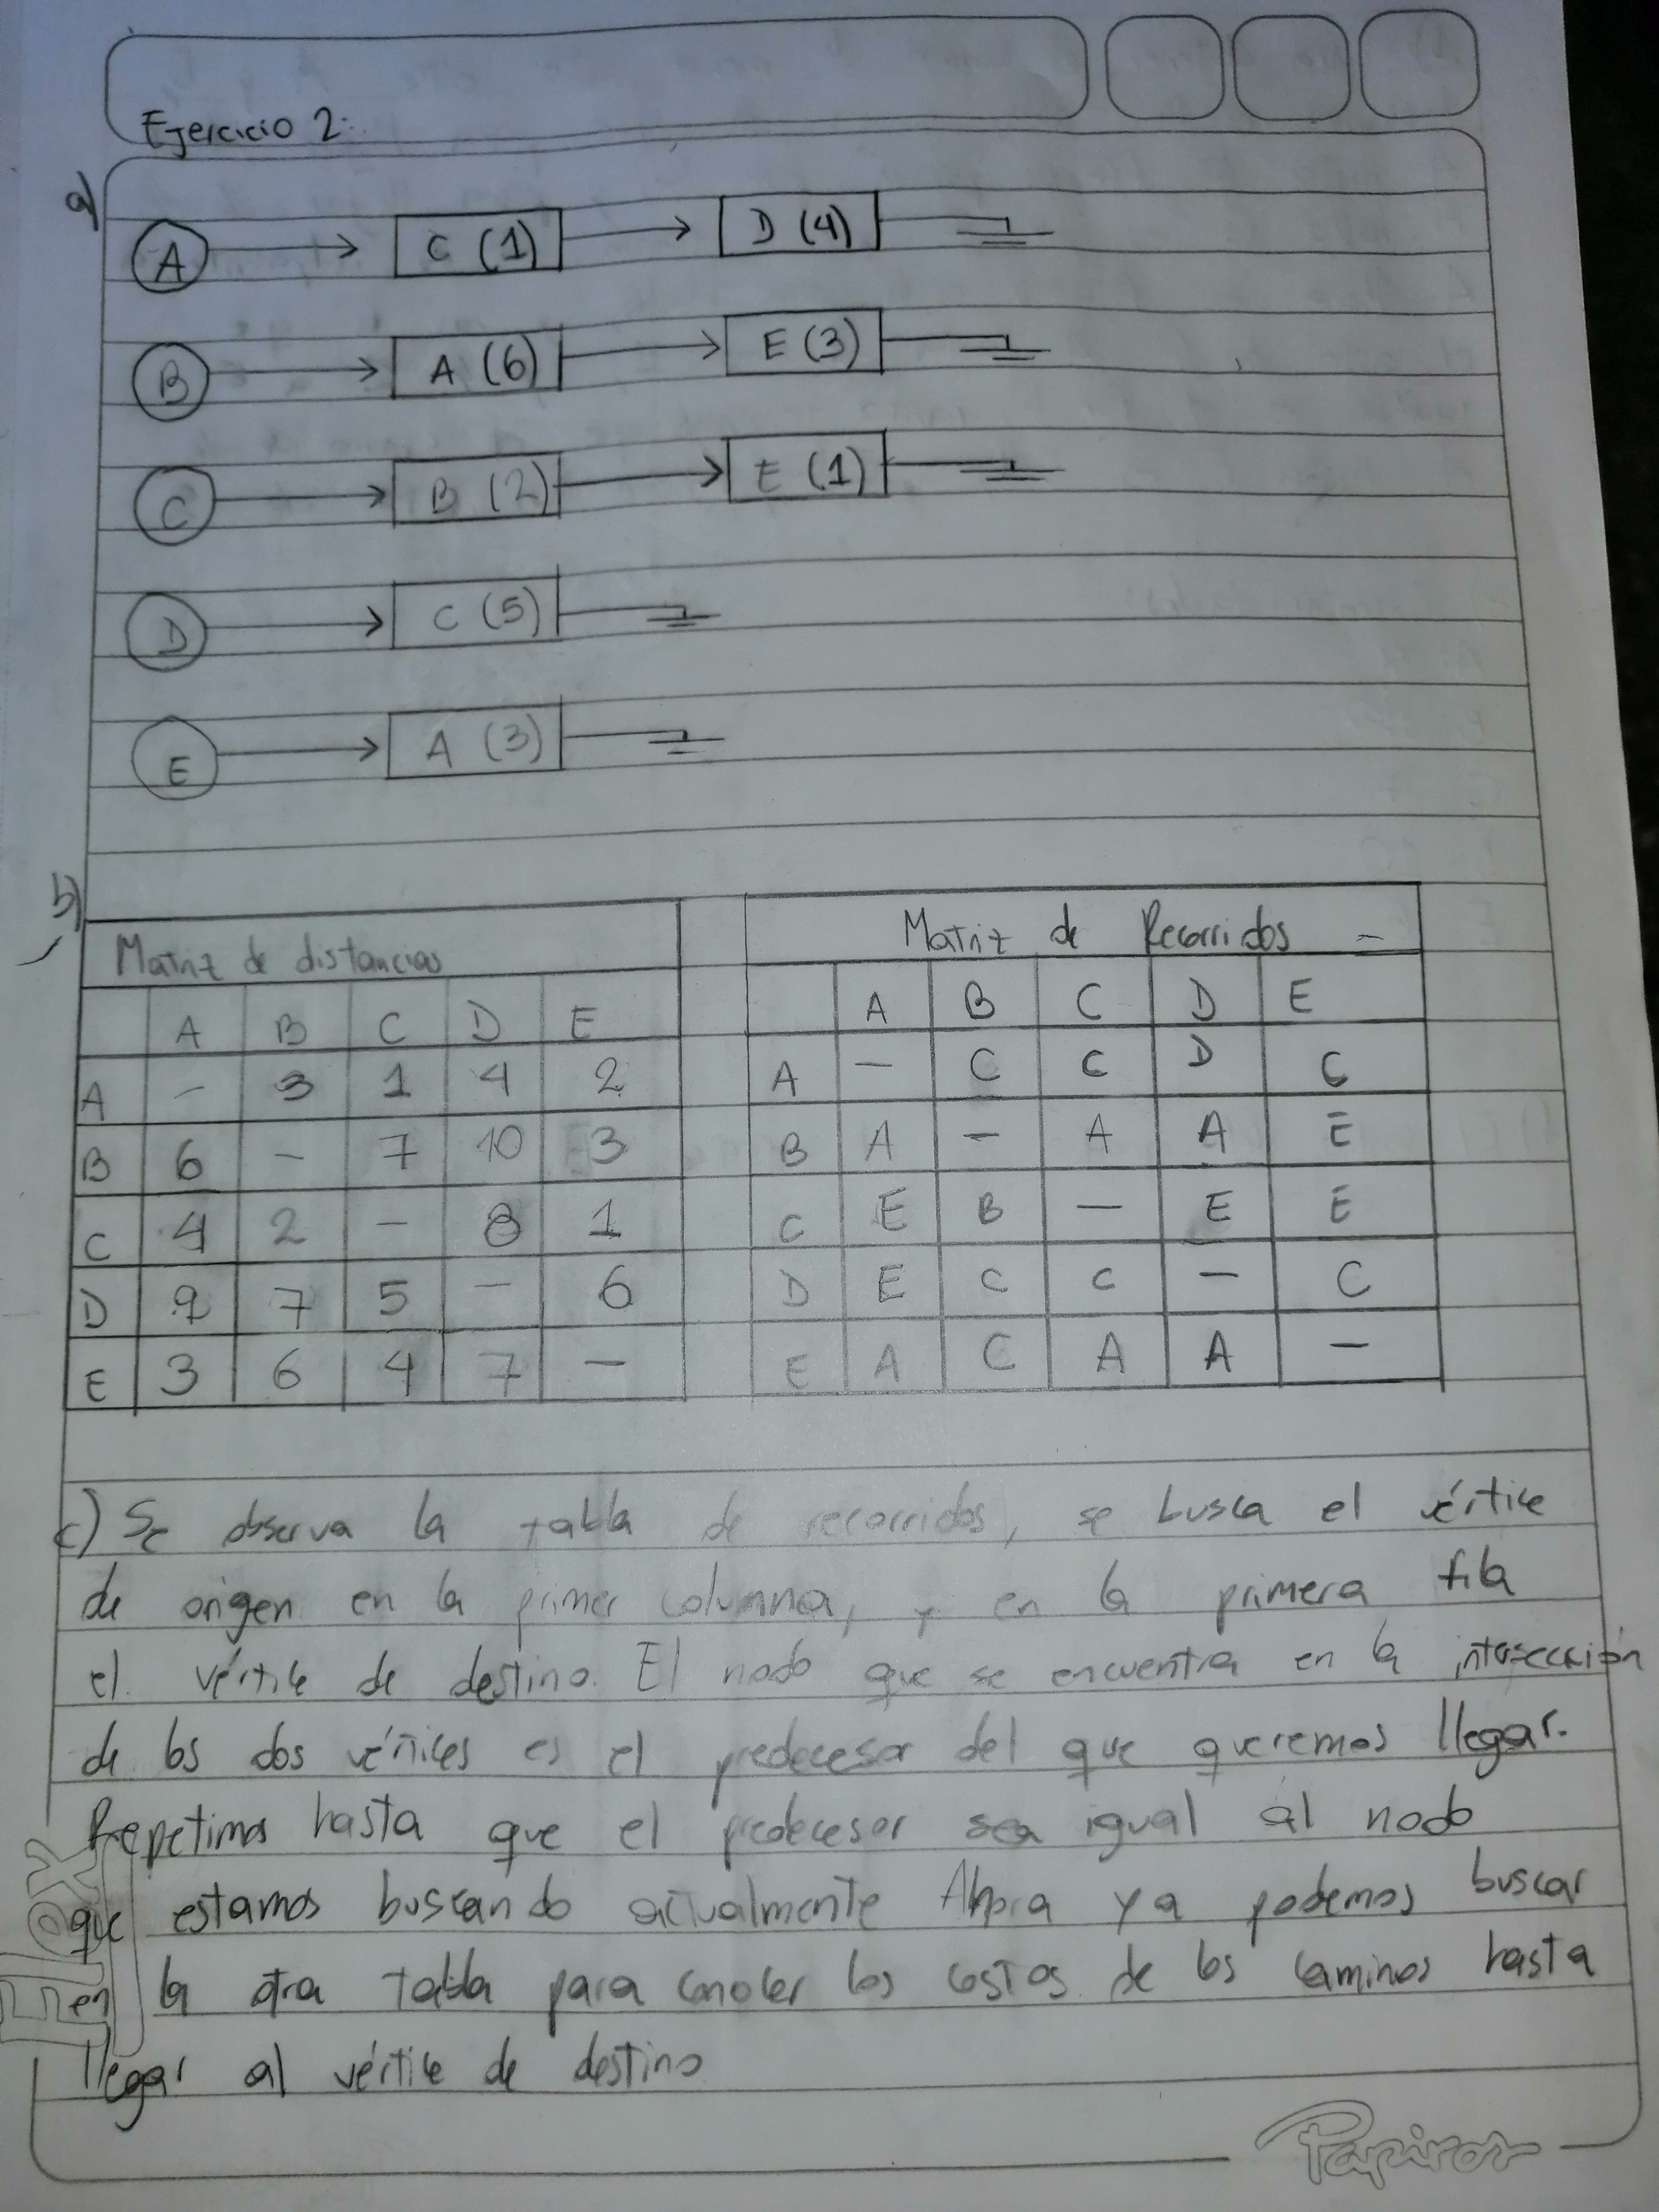 Ejercicio 2:
a)
A → C (1) → D (4)
B → A (6) → E (3)
C → B (2) → E (1)
D → C (5)
E → A (3)
b)
Matriz de distancias
A B C D E
A - 3 1 4 2
B 6 - 7 10 3
C 4 2 - 8 1
D 9 7 5 - 6
E 3 6 4 7 -
Matriz de Recorridos -
A B C D E
A - C C D C
B A - A A E
C E B - E E
D E C C - C
E A C A A -
c) Se observa la tabla de recorridos, se busca el vértice
de origen en la primer columna, y en la primera fila
el vértice de destino. El nodo que se encuentra en la intersección
de los dos vértices es el predecesor del que queremos llegar.
Repetimos hasta que el predecesor sea igual al nodo
que estamos buscando actualmente Ahora ya podemos buscar
en la otra tabla para conocer los costos de los caminos hasta
llegar al vértice de destino
Flex
Papiros